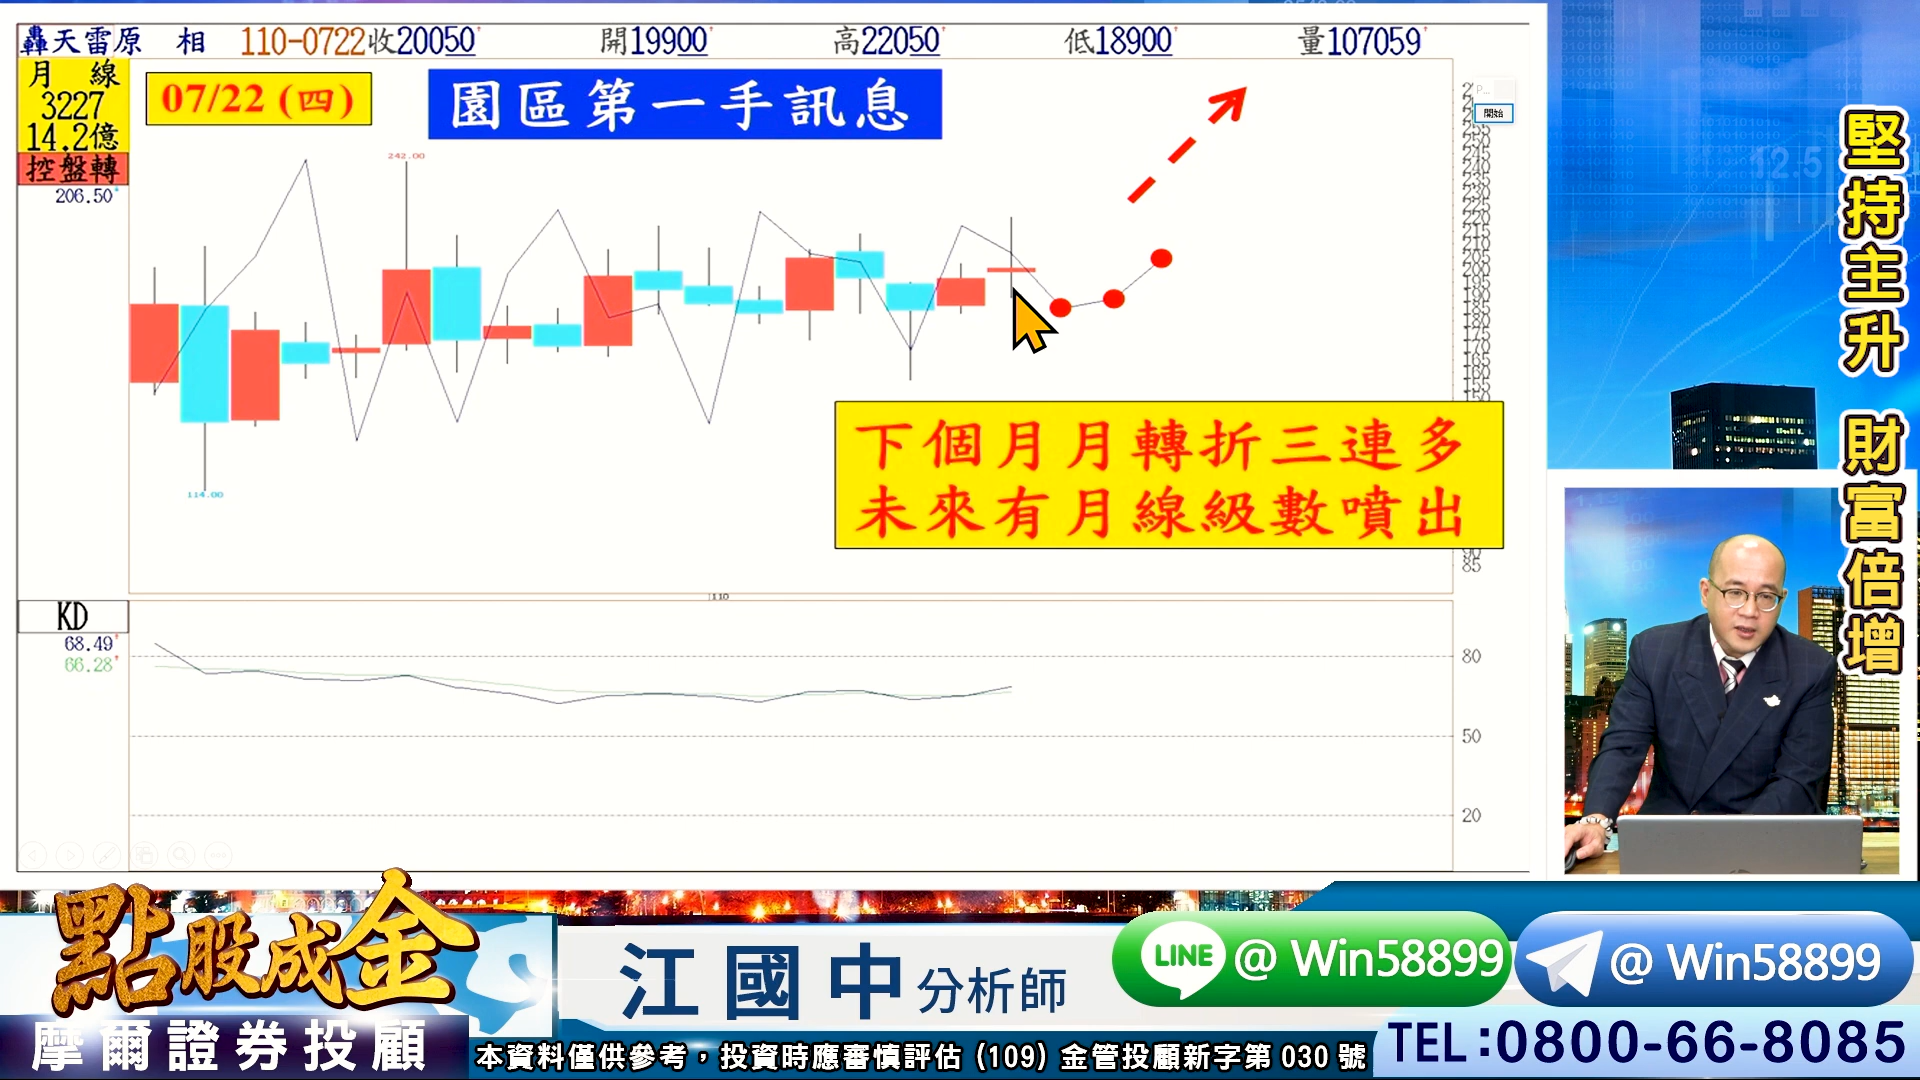 轟天雷原 相 110-0722收20050 開19900 高22050 低18900 量107059
月 線
3227
14.2億
控盤轉
206.50
07/22 (四)
園區第一手訊息
242.00
114.00
開始
下個月月轉折三連多
未來有月線級數噴出
90
85
110
KD
68.49
66.28
80
50
20
堅持主升 財富倍增
點股成金
摩爾證券投顧
江國中分析師
LINE @ Win58899
@ Win58899
TEL:0800-66-8085
本資料僅供參考，投資時應審慎評估 (109) 金管投顧新字第 030 號